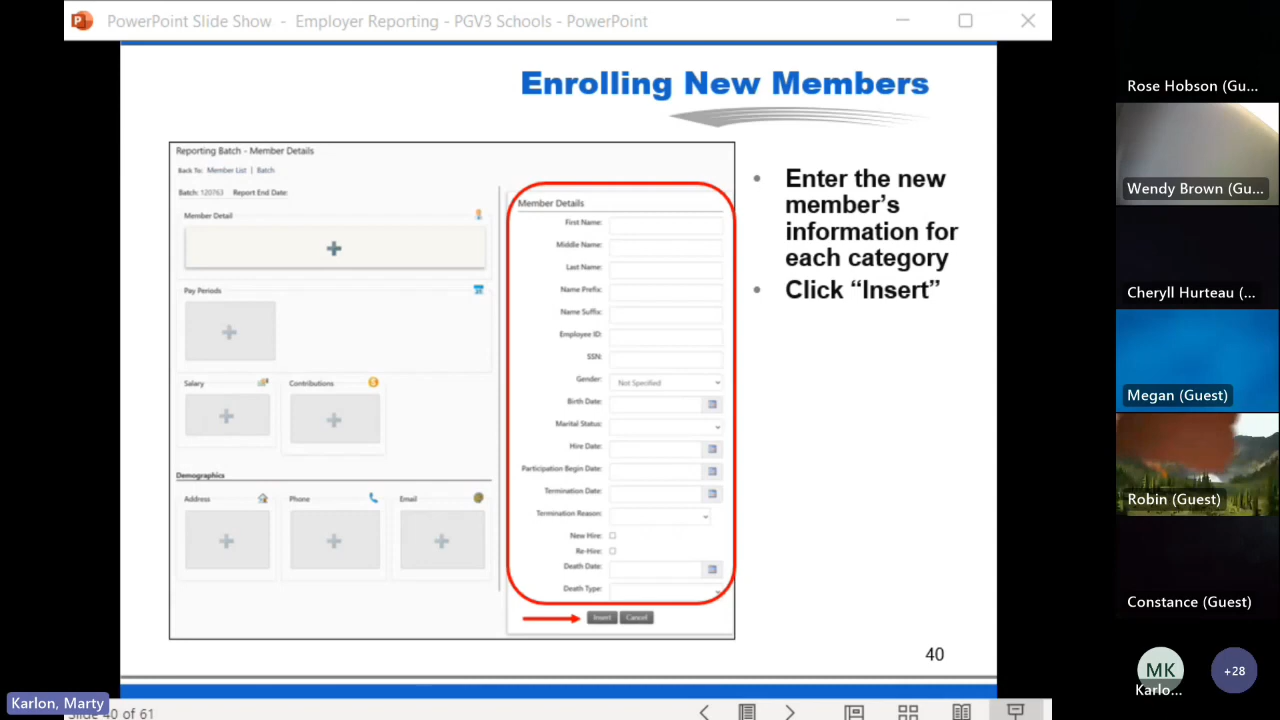 PowerPoint Slide Show - Employer Reporting - PGV3 Schools - PowerPoint
Enrolling New Members
Reporting Batch - Member Details
Back To: Member List | Batch
Batch: 120763 Report End Date:
Member Detail
Pay Periods
Salary
Contributions
Demographics
Address
Phone
Email
Member Details
First Name:
Middle Name:
Last Name:
Name Prefix:
Name Suffix:
Employee ID:
SSN:
Gender: Not Specified
Birth Date:
Marital Status:
Hire Date:
Participation Begin Date:
Termination Date:
Termination Reason:
New Hire:
Re-Hire:
Death Date:
Death Type:
Insert Cancel
• Enter the new
member’s
information for
each category
• Click “Insert”
40
Slide 40 of 61
Karlon, Marty
Rose Hobson (Gu...
Wendy Brown (Gu...
Cheryll Hurteau (...
Megan (Guest)
Robin (Guest)
Constance (Guest)
MK
Karlo...
+28